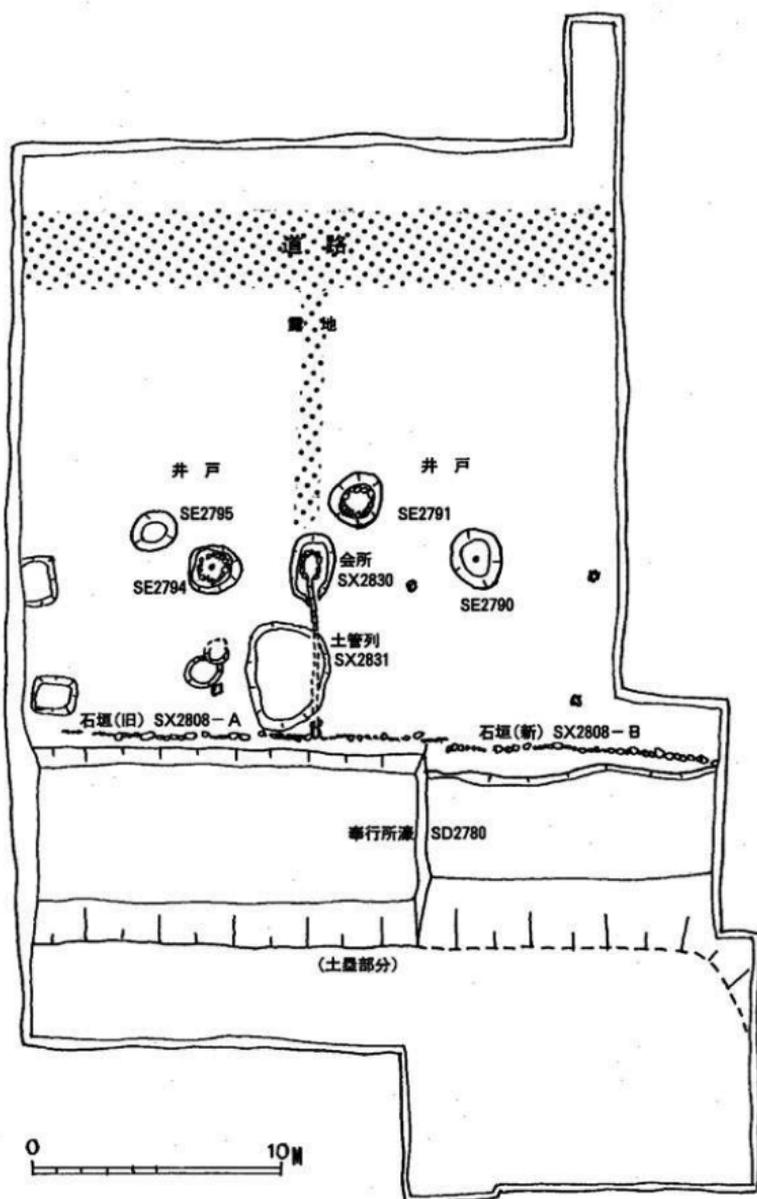 道路
露地
井戸
井戸
SE2795
SE2791
SE2794
会所
SX2830
SE2790
土管列
SX2831
石垣(旧) SX2808-A
石垣(新) SX2808-B
奉行所濠 SD2780
(土塁部分)
0 10M